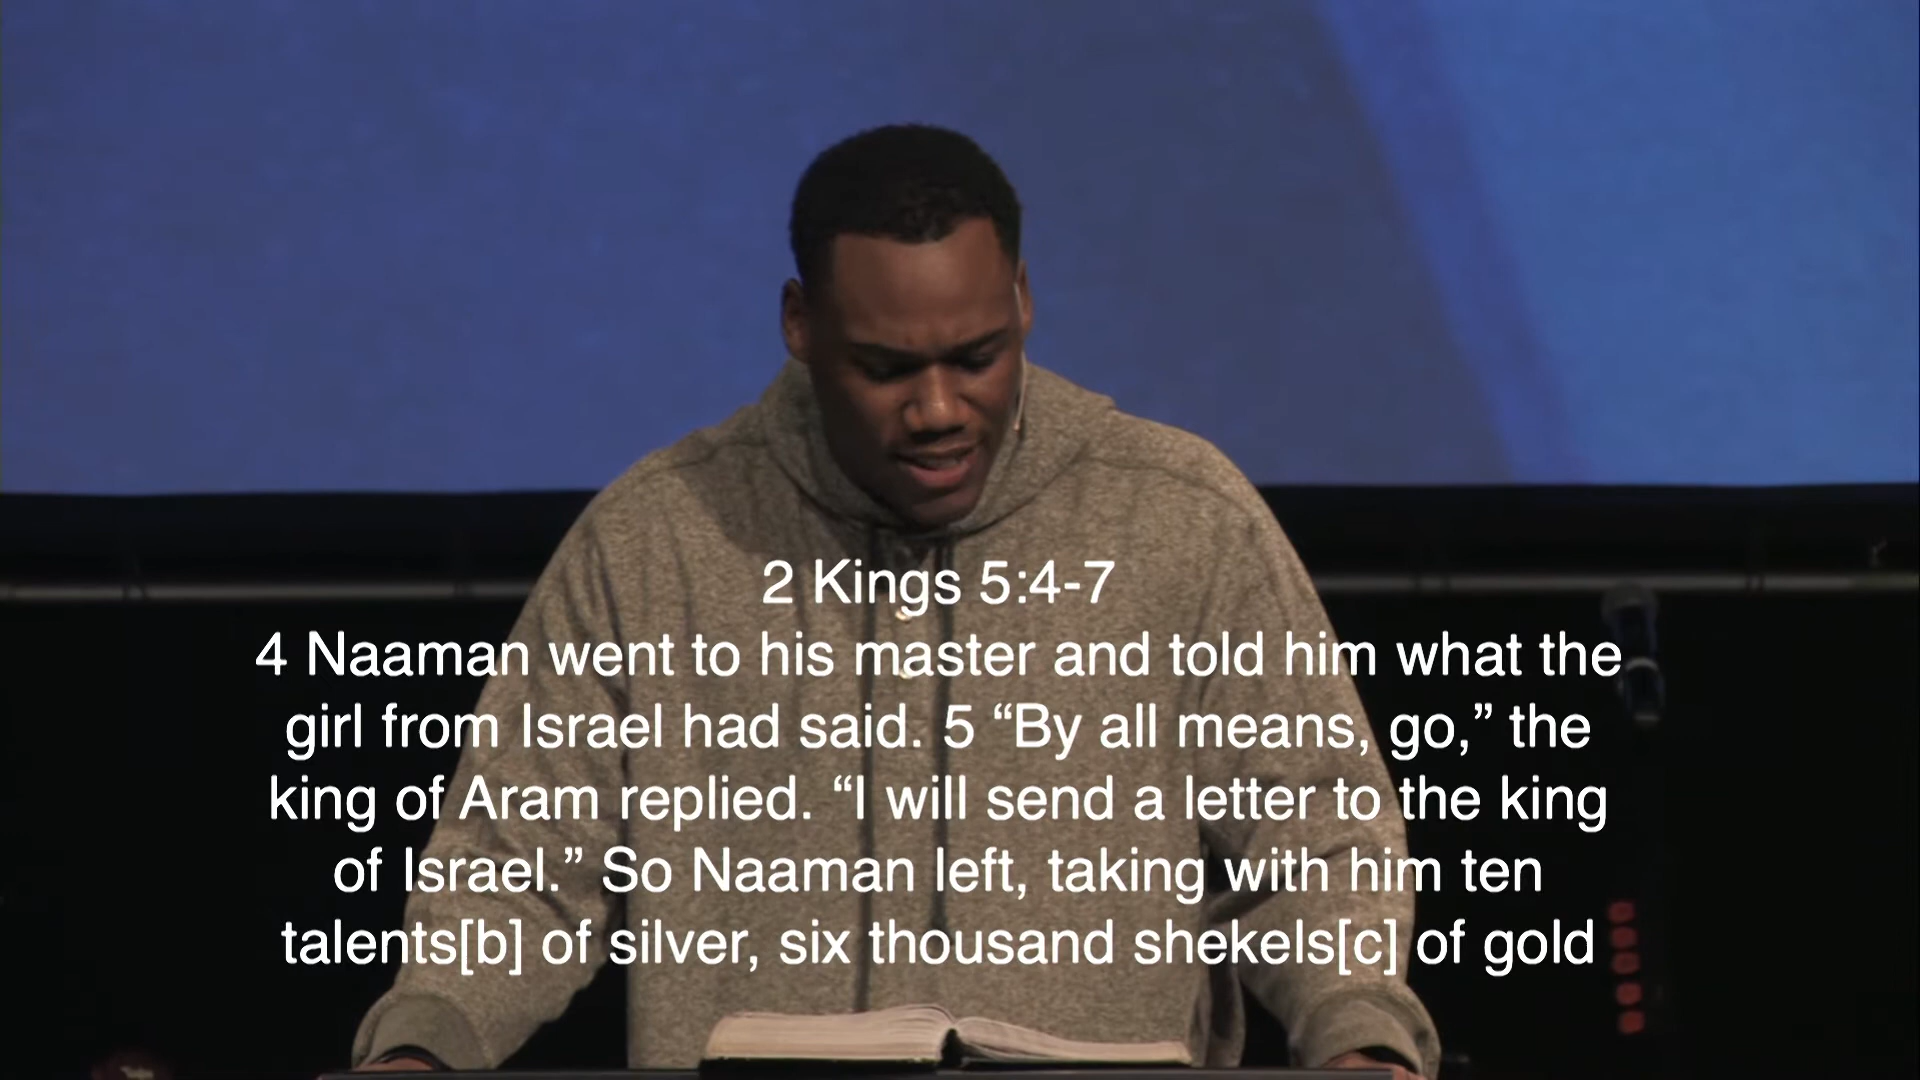 2 Kings 5:4-7
4 Naaman went to his master and told him what the
girl from Israel had said. 5 “By all means, go,” the
king of Aram replied. “I will send a letter to the king
of Israel.” So Naaman left, taking with him ten
talents[b] of silver, six thousand shekels[c] of gold